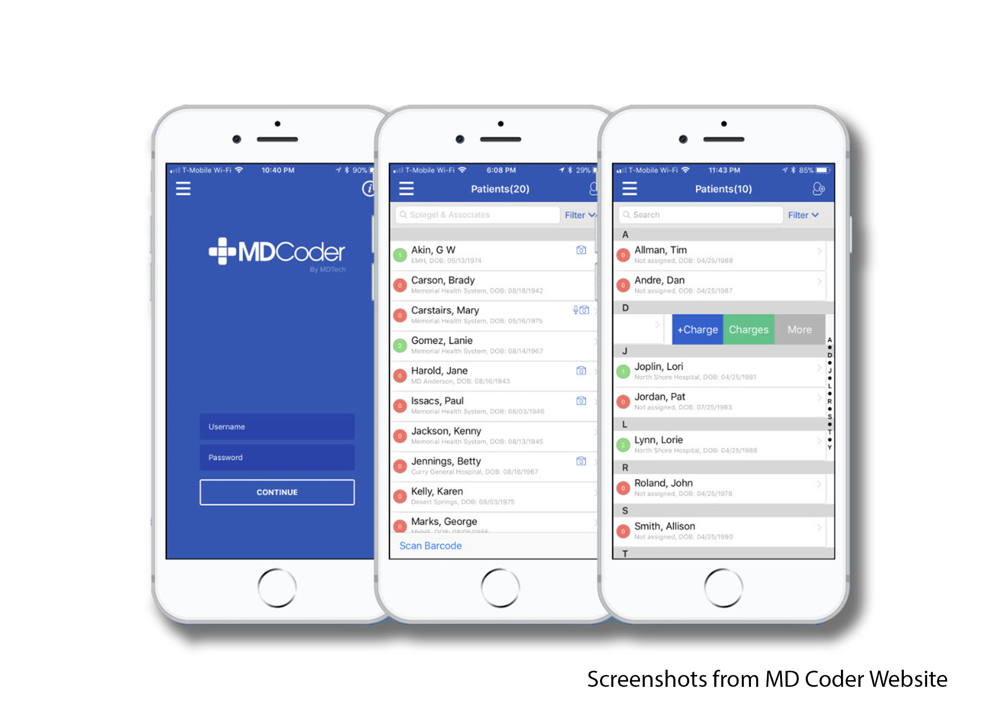 T-Mobile Wi-Fi 10:40 PM 90%
MDCoder
By MDTech
Username
Password
CONTINUE
T-Mobile Wi-Fi 6:08 PM 29%
Patients(20)
Spiegel & Associates Filter
1 Akin, G W
EMH, DOB: 05/13/1974
0 Carson, Brady
Memorial Health System, DOB: 08/18/1942
0 Carstairs, Mary
Memorial Health System, DOB: 05/16/1975
2 Gomez, Lanie
Memorial Health System, DOB: 08/14/1967
0 Harold, Jane
MD Anderson, DOB: 08/16/1943
0 Issacs, Paul
Memorial Health System, DOB: 08/03/1946
0 Jackson, Kenny
Memorial Health System, DOB: 08/13/1945
0 Jennings, Betty
Curry General Hospital, DOB: 08/16/1967
0 Kelly, Karen
Desert Springs, DOB: 08/03/1975
0 Marks, George
MHHS, DOB: 08/05/1985
Scan Barcode
T-Mobile Wi-Fi 11:43 PM 85%
Patients(10)
Search Filter
A
0 Allman, Tim
Not assigned, DOB: 04/25/1988
0 Andre, Dan
Not assigned, DOB: 04/25/1987
D
+Charge Charges More
J
1 Joplin, Lori
North Shore Hospital, DOB: 04/25/1981
0 Jordan, Pat
Not assigned, DOB: 07/25/1983
L
2 Lynn, Lorie
North Shore Hospital, DOB: 04/25/1988
R
0 Roland, John
Not assigned, DOB: 04/25/1978
S
0 Smith, Allison
Not assigned, DOB: 04/25/1990
T
A
D
J
L
R
S
T
Y
Screenshots from MD Coder Website